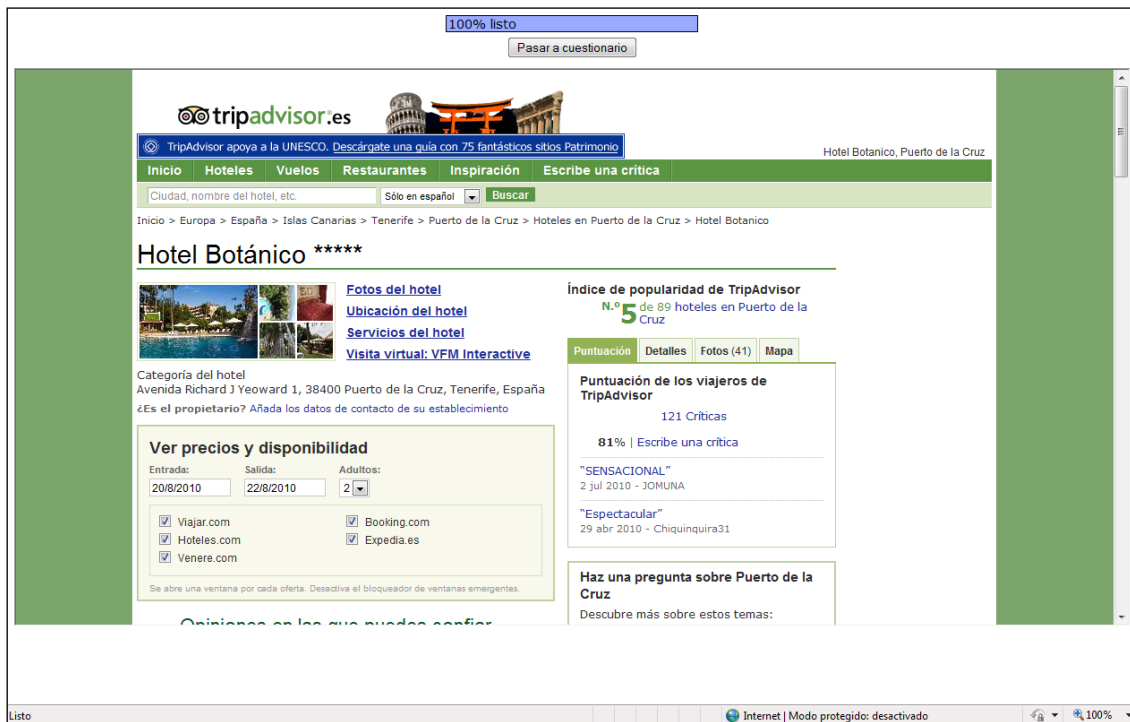 100% listo
Pasar a cuestionario
tripadvisor.es
TripAdvisor apoya a la UNESCO. Descárgate una guía con 75 fantásticos sitios Patrimonio
Hotel Botanico, Puerto de la Cruz
Inicio Hoteles Vuelos Restaurantes Inspiración Escribe una crítica
Ciudad, nombre del hotel, etc. Sólo en español Buscar
Inicio > Europa > España > Islas Canarias > Tenerife > Puerto de la Cruz > Hoteles en Puerto de la Cruz > Hotel Botanico
Hotel Botánico *****
Fotos del hotel
Ubicación del hotel
Servicios del hotel
Visita virtual: VFM Interactive
Categoría del hotel
Avenida Richard J Yeoward 1, 38400 Puerto de la Cruz, Tenerife, España
¿Es el propietario? Añada los datos de contacto de su establecimiento
Ver precios y disponibilidad
Entrada: Salida: Adultos:
20/8/2010 22/8/2010 2
Viajar.com Booking.com
Hoteles.com Expedia.es
Venere.com
Se abre una ventana por cada oferta. Desactiva el bloqueador de ventanas emergentes.
Opiniones en las que puedes confiar
Índice de popularidad de TripAdvisor
N.º 5 de 89 hoteles en Puerto de la
Cruz
Puntuación Detalles Fotos (41) Mapa
Puntuación de los viajeros de
TripAdvisor
121 Críticas
81% | Escribe una crítica
"SENSACIONAL"
2 jul 2010 - JOMUNA
"Espectacular"
29 abr 2010 - Chiquinquira31
Haz una pregunta sobre Puerto de la
Cruz
Descubre más sobre estos temas:
Listo
Internet | Modo protegido: desactivado
100%